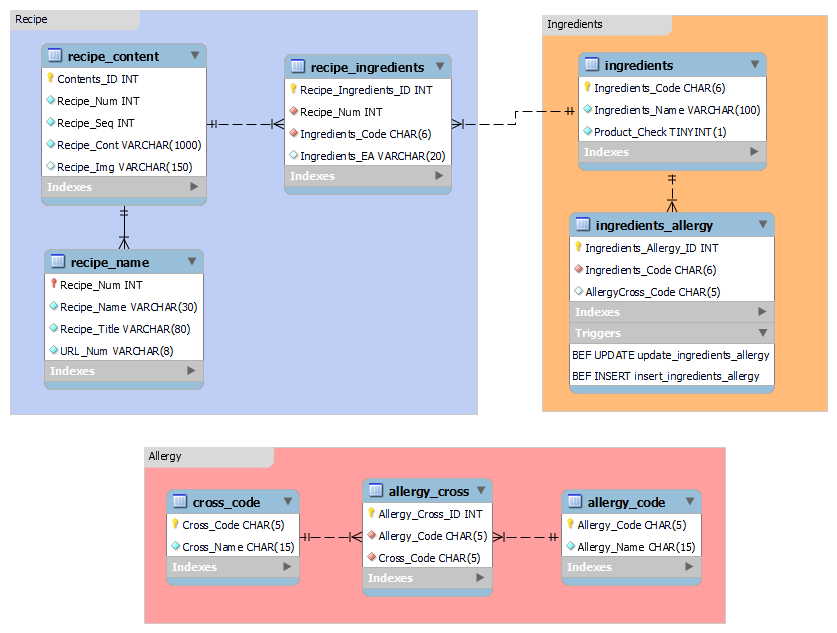 Recipe
recipe_content
Contents_ID INT
Recipe_Num INT
Recipe_Seq INT
Recipe_Cont VARCHAR(1000)
Recipe_Img VARCHAR(150)
Indexes
recipe_ingredients
Recipe_Ingredients_ID INT
Recipe_Num INT
Ingredients_Code CHAR(6)
Ingredients_EA VARCHAR(20)
Indexes
recipe_name
Recipe_Num INT
Recipe_Name VARCHAR(30)
Recipe_Title VARCHAR(80)
URL_Num VARCHAR(8)
Indexes
Ingredients
ingredients
Ingredients_Code CHAR(6)
Ingredients_Name VARCHAR(100)
Product_Check TINYINT(1)
Indexes
ingredients_allergy
Ingredients_Allergy_ID INT
Ingredients_Code CHAR(6)
AllergyCross_Code CHAR(5)
Indexes
Triggers
BEF UPDATE update_ingredients_allergy
BEF INSERT insert_ingredients_allergy
Allergy
cross_code
Cross_Code CHAR(5)
Cross_Name CHAR(15)
Indexes
allergy_cross
Allergy_Cross_ID INT
Allergy_Code CHAR(5)
Cross_Code CHAR(5)
Indexes
allergy_code
Allergy_Code CHAR(5)
Allergy_Name CHAR(15)
Indexes